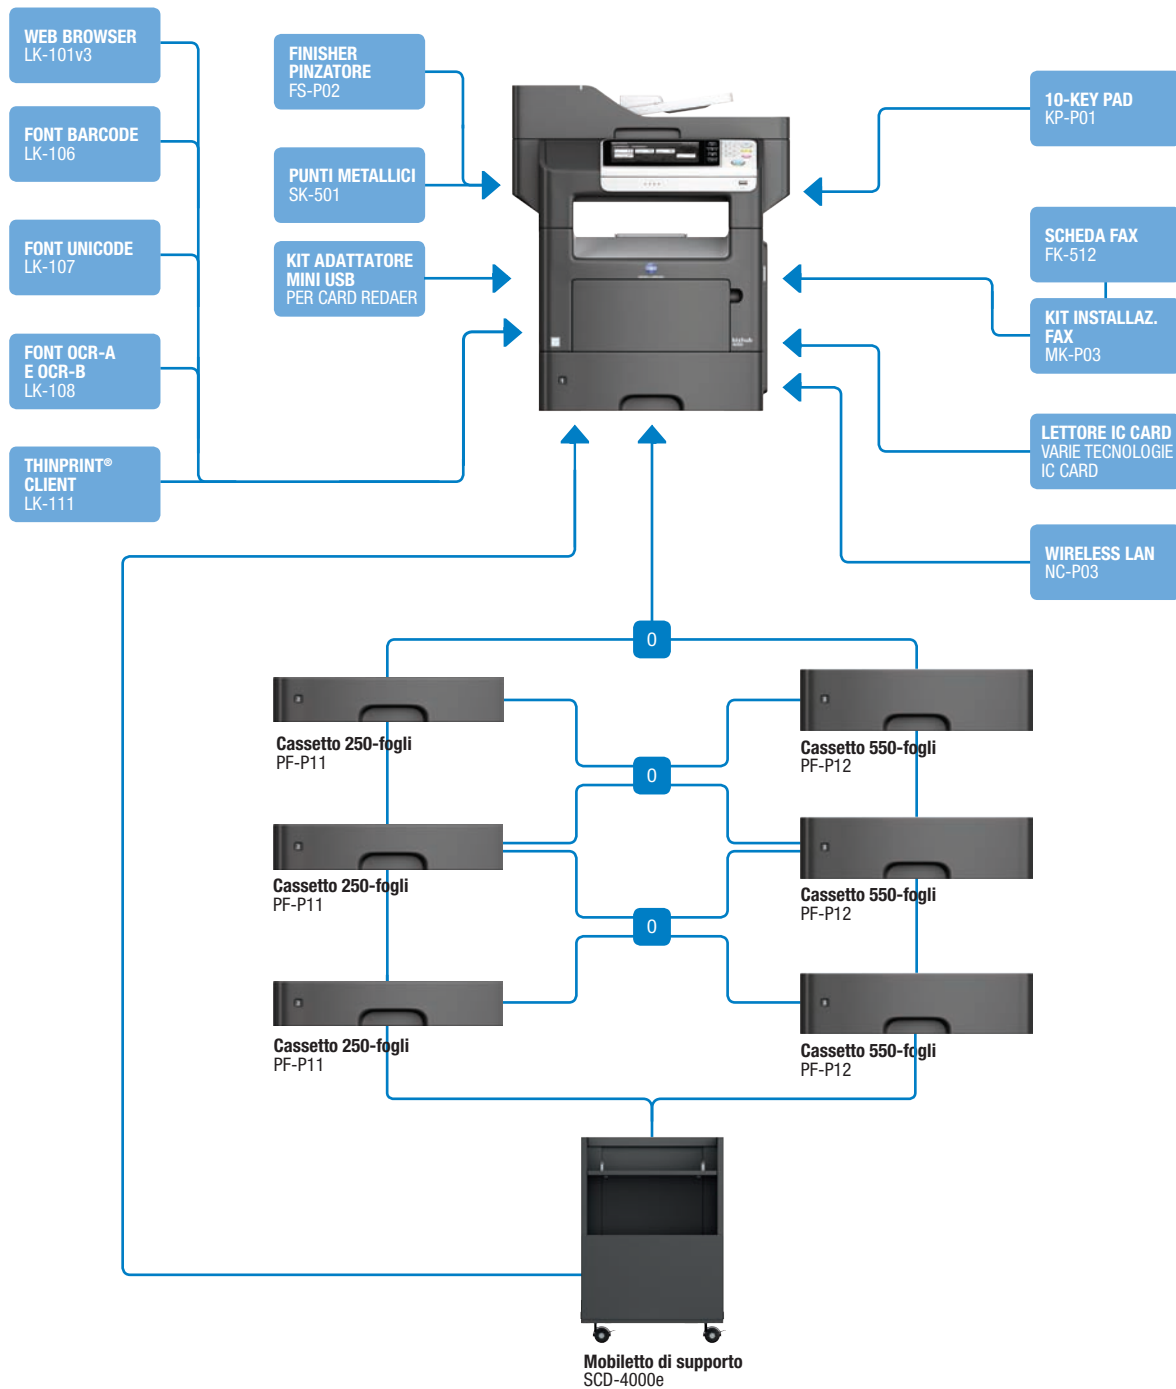 WEB BROWSER
LK-101v3
FONT BARCODE
LK-106
FONT UNICODE
LK-107
FONT OCR-A
E OCR-B
LK-108
THINPRINT®
CLIENT
LK-111
FINISHER
PINZATORE
FS-P02
PUNTI METALLICI
SK-501
KIT ADATTATORE
MINI USB
PER CARD REDAER
bizhub
10-KEY PAD
KP-P01
SCHEDA FAX
FK-512
KIT INSTALLAZ.
FAX
MK-P03
LETTORE IC CARD
VARIE TECNOLOGIE
IC CARD
WIRELESS LAN
NC-P03
O
Cassetto 250-fogli
PF-P11
Cassetto 550-fogli
PF-P12
O
Cassetto 250-fogli
PF-P11
Cassetto 550-fogli
PF-P12
O
Cassetto 250-fogli
PF-P11
Cassetto 550-fogli
PF-P12
Mobiletto di supporto
SCD-4000e